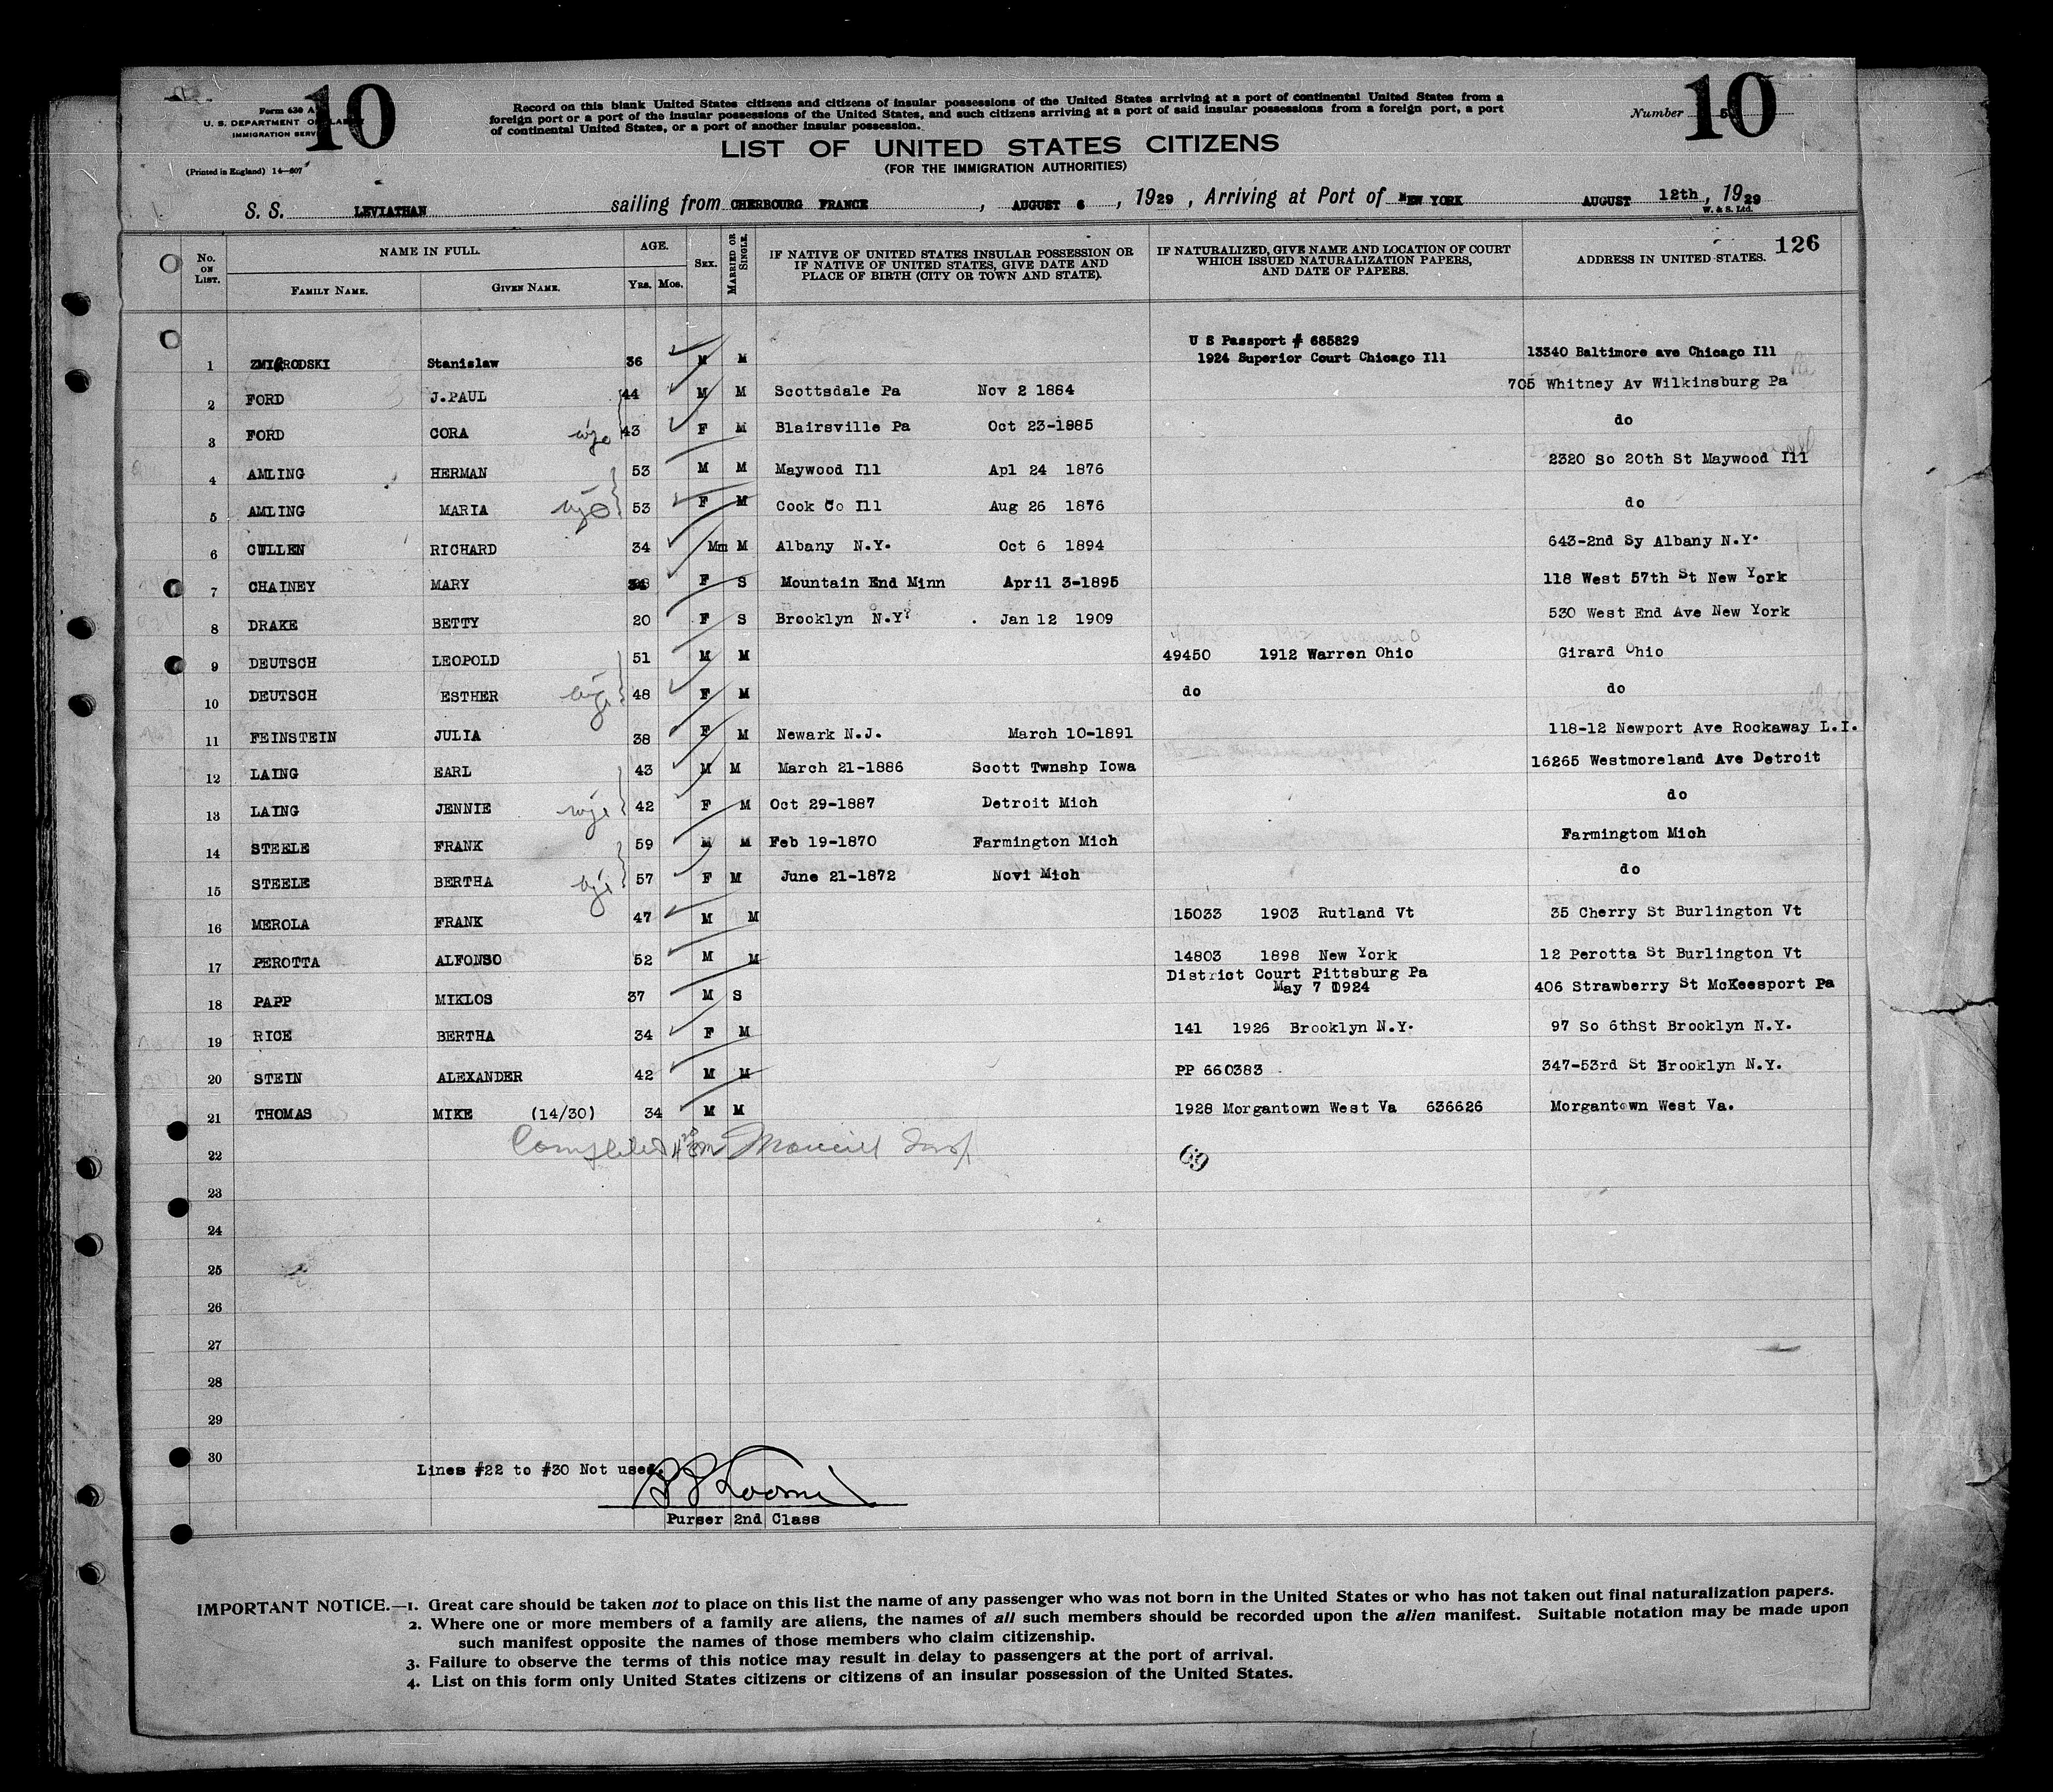 10
10
Form 630 A
U. S. DEPARTMENT OF LABOR
IMMIGRATION SERVICE
(Printed in England) 14—607
Record on this blank United States citizens and citizens of insular possessions of the United States arriving at a port of continental United States from a
foreign port or a port of the insular possessions of the United States, and such citizens arriving at a port of said insular possessions from a foreign port, a port
of continental United States, or a port of another insular possession.
Number 5
LIST OF UNITED STATES CITIZENS
(FOR THE IMMIGRATION AUTHORITIES)
S. S. LEVIATHAN sailing from CHERBOURG FRANCE , AUGUST 6 , 1929 , Arriving at Port of NEW YORK AUGUST 12th , 1929
W. & S. Ltd.
126
No. ON LIST. NAME IN FULL. FAMILY NAME. GIVEN NAME. AGE. YRS. MOS. SEX. MARRIED OR SINGLE. IF NATIVE OF UNITED STATES INSULAR POSSESSION OR IF NATIVE OF UNITED STATES, GIVE DATE AND PLACE OF BIRTH (CITY OR TOWN AND STATE). IF NATURALIZED, GIVE NAME AND LOCATION OF COURT WHICH ISSUED NATURALIZATION PAPERS, AND DATE OF PAPERS. ADDRESS IN UNITED STATES.
U S Passport # 685829
1 ZMIGRODSKI Stanislaw 36 M M 1924 Superior Court Chicago Ill 13340 Baltimore ave Chicago Ill
2 FORD J.PAUL 44 M M Scottsdale Pa Nov 2 1884 705 Whitney Av Wilkinsburg Pa
3 FORD CORA wife 43 F M Blairsville Pa Oct 23-1885 do
4 AMLING HERMAN 53 M M Maywood Ill Apl 24 1876 2320 So 20th St Maywood Ill
5 AMLING MARIA wife 53 F M Cook Co Ill Aug 26 1876 do
6 CULLEN RICHARD 34 Mm M Albany N.Y. Oct 6 1894 643-2nd Sy Albany N.Y.
7 CHAINEY MARY F S Mountain End Minn April 3-1895 118 West 57th St New York
8 DRAKE BETTY 20 F S Brooklyn N.Y. Jan 12 1909 530 West End Ave New York
9 DEUTSCH LEOPOLD 51 M M 49450 1912 Warren Ohio Girard Ohio
10 DEUTSCH ESTHER wife 48 F M do do
11 FEINSTEIN JULIA 38 F M Newark N.J. March 10-1891 118-12 Newport Ave Rockaway L.I.
12 LAING EARL 43 M M March 21-1886 Scott Twnshp Iowa 16265 Westmoreland Ave Detroit
13 LAING JENNIE wife 42 F M Oct 29-1887 Detroit Mich do
14 STEELE FRANK 59 M M Feb 19-1870 Farmington Mich Farmingtom Mich
15 STEELE BERTHA wife 57 F M June 21-1872 Novi Mich do
16 MEROLA FRANK 47 M M 15033 1903 Rutland Vt 35 Cherry St Burlington Vt
17 PEROTTA ALFONSO 52 M M 14803 1898 New York 12 Perotta St Burlington Vt
District Court Pittsburg Pa
18 PAPP MIKLOS 37 M S May 7 1924 406 Strawberry St McKeesport Pa
19 RICE BERTHA 34 F M 141 1926 Brooklyn N.Y. 97 So 6thSt Brooklyn N.Y.
20 STEIN ALEXANDER 42 M M PP 660383 347-53rd St Brooklyn N.Y.
21 THOMAS MIKE (14/30) 34 M M 1928 Morgantown West Va 636626 Morgantown West Va.
22 Completed 69
23
24
25
26
27
28
29
30
Lines #22 to #30 Not used.
Purser 2nd Class
IMPORTANT NOTICE.—1. Great care should be taken not to place on this list the name of any passenger who was not born in the United States or who has not taken out final naturalization papers.
2. Where one or more members of a family are aliens, the names of all such members should be recorded upon the alien manifest. Suitable notation may be made upon
such manifest opposite the names of those members who claim citizenship.
3. Failure to observe the terms of this notice may result in delay to passengers at the port of arrival.
4. List on this form only United States citizens or citizens of an insular possession of the United States.